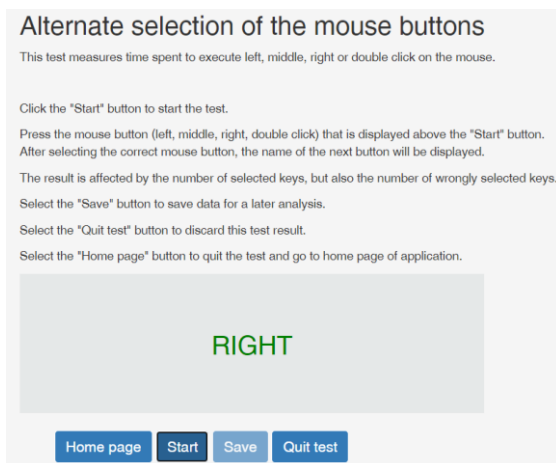 Alternate selection of the mouse buttons
This test measures time spent to execute left, middle, right or double click on the mouse.
Click the "Start" button to start the test.
Press the mouse button (left, middle, right, double click) that is displayed above the "Start" button.
After selecting the correct mouse button, the name of the next button will be displayed.
The result is affected by the number of selected keys, but also the number of wrongly selected keys.
Select the "Save" button to save data for a later analysis.
Select the "Quit test" button to discard this test result.
Select the "Home page" button to quit the test and go to home page of application.
RIGHT
Home page Start Save Quit test